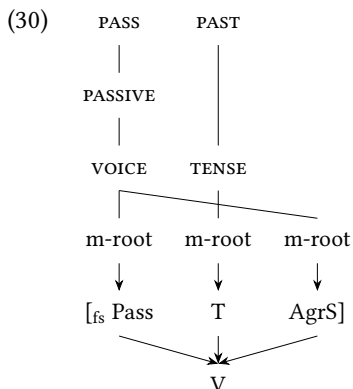 (30) PASS PAST
PASSIVE
VOICE TENSE
m-root m-root m-root
[fs Pass T AgrS]
V